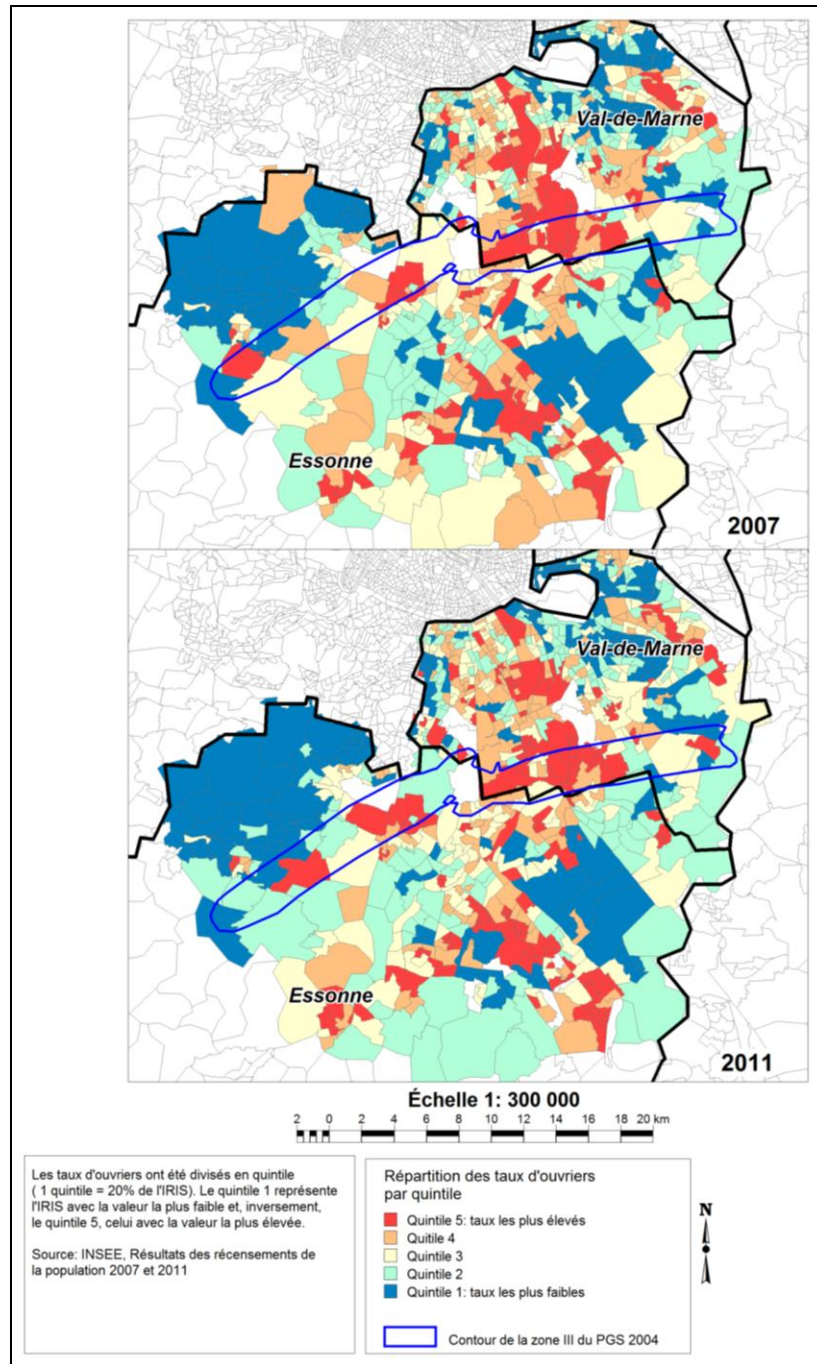 Val-de-Marne
Essonne
2007
Val-de-Marne
Essonne
2011
Échelle 1: 300 000
2 0 2 4 6 8 10 12 14 16 18 20 km
Les taux d'ouvriers ont été divisés en quintile
( 1 quintile = 20% de l'IRIS). Le quintile 1 représente
l'IRIS avec la valeur la plus faible et, inversement,
le quintile 5, celui avec la valeur la plus élevée.
Source: INSEE, Résultats des récensements de
la population 2007 et 2011
Répartition des taux d'ouvriers
par quintile
Quintile 5: taux les plus élevés
Quitile 4
Quintile 3
Quintile 2
Quintile 1: taux les plus faibles
Contour de la zone III du PGS 2004
N